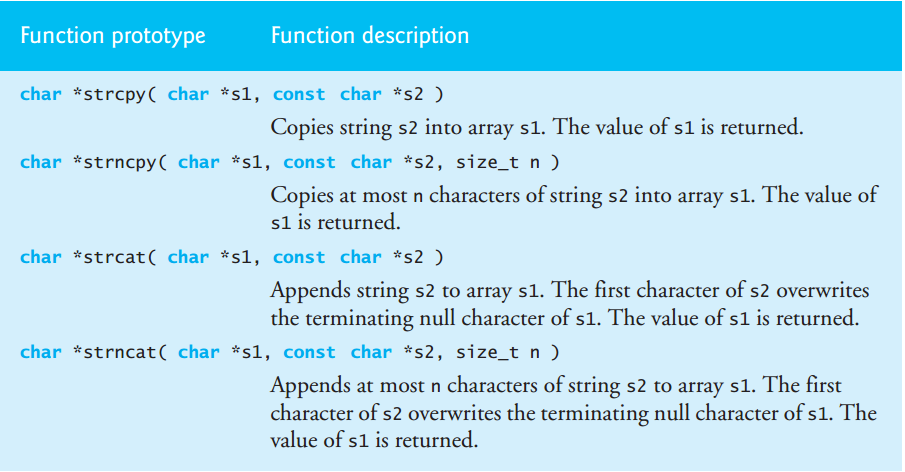 Function prototype Function description
char *strcpy( char *s1, const char *s2 )
Copies string s2 into array s1. The value of s1 is returned.
char *strncpy( char *s1, const char *s2, size_t n )
Copies at most n characters of string s2 into array s1. The value of
s1 is returned.
char *strcat( char *s1, const char *s2 )
Appends string s2 to array s1. The first character of s2 overwrites
the terminating null character of s1. The value of s1 is returned.
char *strncat( char *s1, const char *s2, size_t n )
Appends at most n characters of string s2 to array s1. The first
character of s2 overwrites the terminating null character of s1. The
value of s1 is returned.